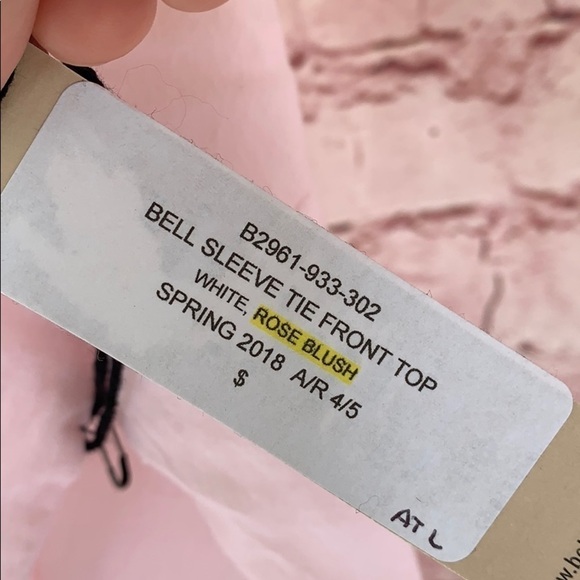 B2961-933-302
BELL SLEEVE TIE FRONT TOP
WHITE, ROSE BLUSH
SPRING 2018 A/R 4/5
$
AT L